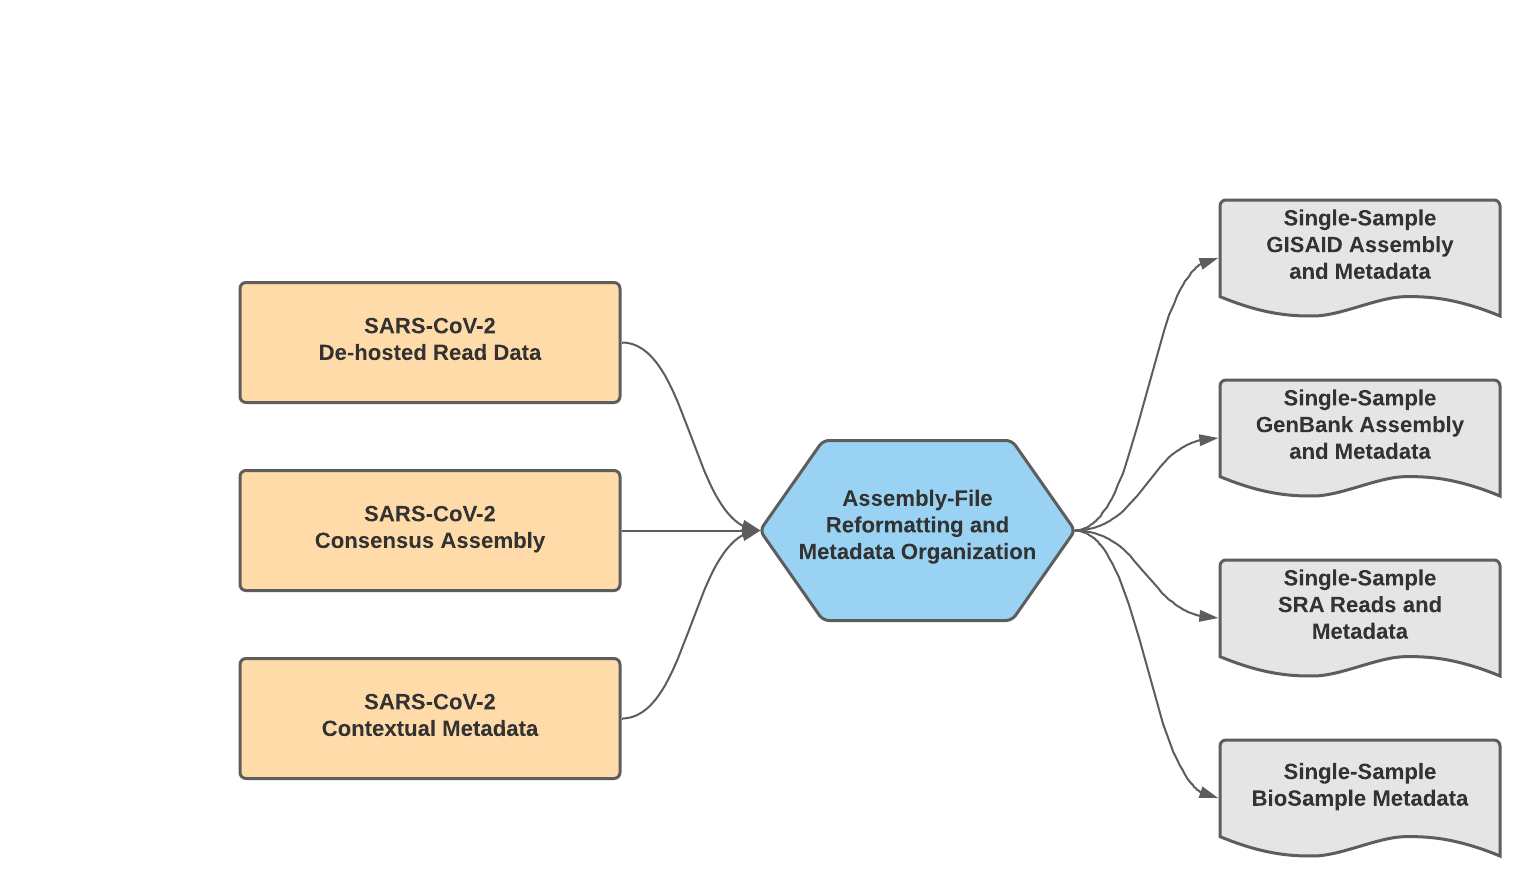 SARS-CoV-2
De-hosted Read Data
SARS-CoV-2
Consensus Assembly
SARS-CoV-2
Contextual Metadata
Assembly-File
Reformatting and
Metadata Organization
Single-Sample
GISAID Assembly
and Metadata
Single-Sample
GenBank Assembly
and Metadata
Single-Sample
SRA Reads and
Metadata
Single-Sample
BioSample Metadata